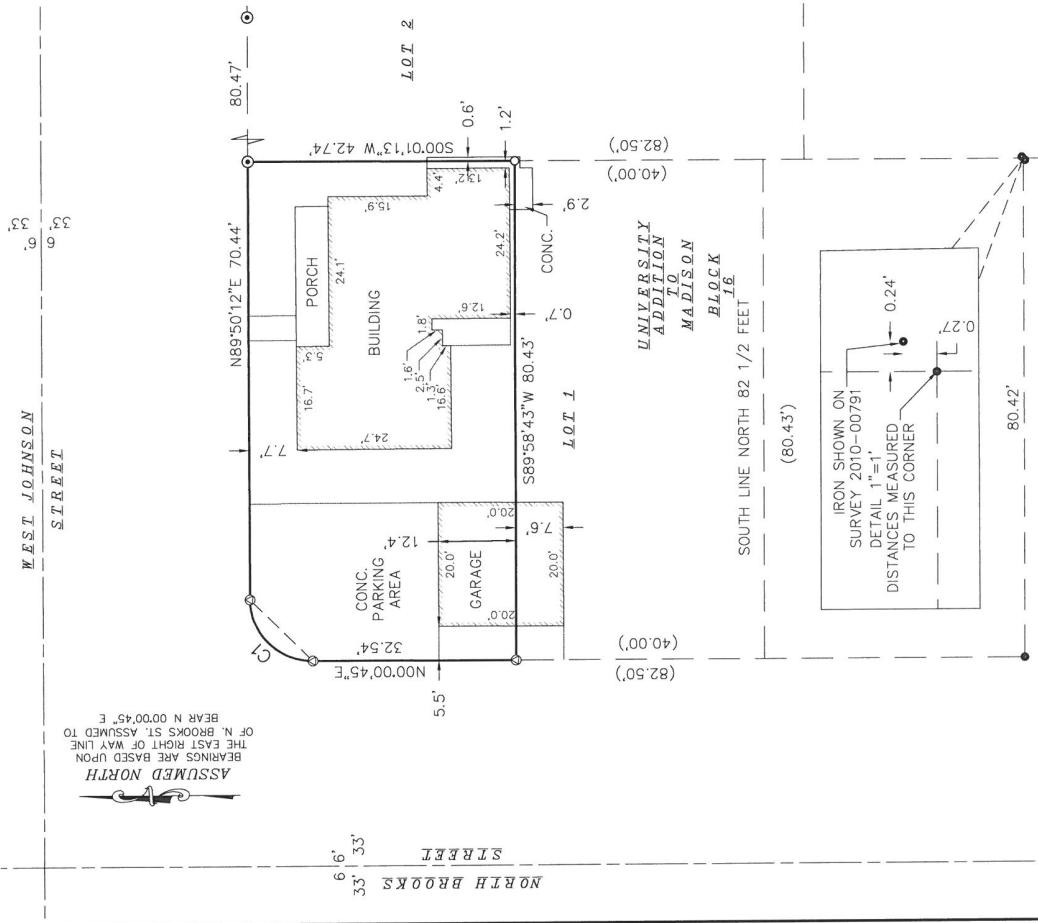 WEST JOHNSON
STREET
33'
33'
66'
80.47'
LOT 2
N89°50'12"E 70.44'
S00°01'13"W 42.74'
0.6'
1.2'
PORCH
24.1'
15.9'
4.4'
13.2'
5.3'
16.7'
BUILDING
24.2'
2.9'
CONC.
12.6'
1.8'
1.6'
2.5'
1.3'
16.6'
24.7'
7.7'
0.7'
S89°58'43"W 80.43'
LOT 1
C1
CONC.
PARKING
AREA
12.4'
20.0'
20.0'
20.0'
20.0'
GARAGE
7.6'
N00°00'45"E 32.54'
5.5'
(82.50')
(40.00')
(40.00')
(82.50')
UNIVERSITY
ADDITION
TO
MADISON
BLOCK
16
SOUTH LINE NORTH 82 1/2 FEET
(80.43')
IRON SHOWN ON
SURVEY 2010-00791
DETAIL 1"=1'
DISTANCES MEASURED
TO THIS CORNER
0.24'
0.27'
80.42'
ASSUMED NORTH
BEARINGS ARE BASED UPON
THE EAST RIGHT OF WAY LINE
OF N. BROOKS ST. ASSUMED TO
BEAR N 00°00'45" E
66'
33'
33'
NORTH BROOKS
STREET